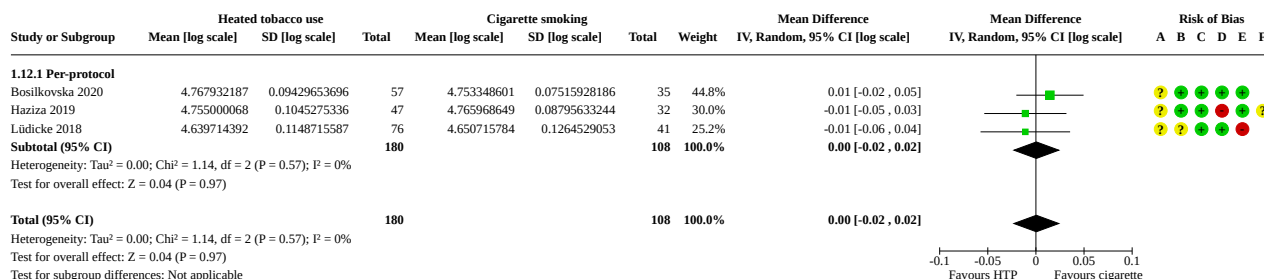 Heated tobacco use Cigarette smoking Mean Difference Mean Difference Risk of Bias
Study or Subgroup Mean [log scale] SD [log scale] Total Mean [log scale] SD [log scale] Total Weight IV, Random, 95% CI [log scale] IV, Random, 95% CI [log scale] A B C D E F
1.12.1 Per-protocol
Bosilkovska 2020 4.767932187 0.09429653696 57 4.753348601 0.07515928186 35 44.8% 0.01 [-0.02 , 0.05] ? + + + +
Haziza 2019 4.755000068 0.1045275336 47 4.765968649 0.08795633244 32 30.0% -0.01 [-0.05 , 0.03] ? + + - + ?
Lüdicke 2018 4.639714392 0.1148715587 76 4.650715784 0.1264529053 41 25.2% -0.01 [-0.06 , 0.04] ? ? + + -
Subtotal (95% CI) 180 108 100.0% 0.00 [-0.02 , 0.02]
Heterogeneity: Tau² = 0.00; Chi² = 1.14, df = 2 (P = 0.57); I² = 0%
Test for overall effect: Z = 0.04 (P = 0.97)
Total (95% CI) 180 108 100.0% 0.00 [-0.02 , 0.02]
Heterogeneity: Tau² = 0.00; Chi² = 1.14, df = 2 (P = 0.57); I² = 0%
Test for overall effect: Z = 0.04 (P = 0.97)
-0.1 -0.05 0 0.05 0.1
Test for subgroup differences: Not applicable Favours HTP Favours cigarette